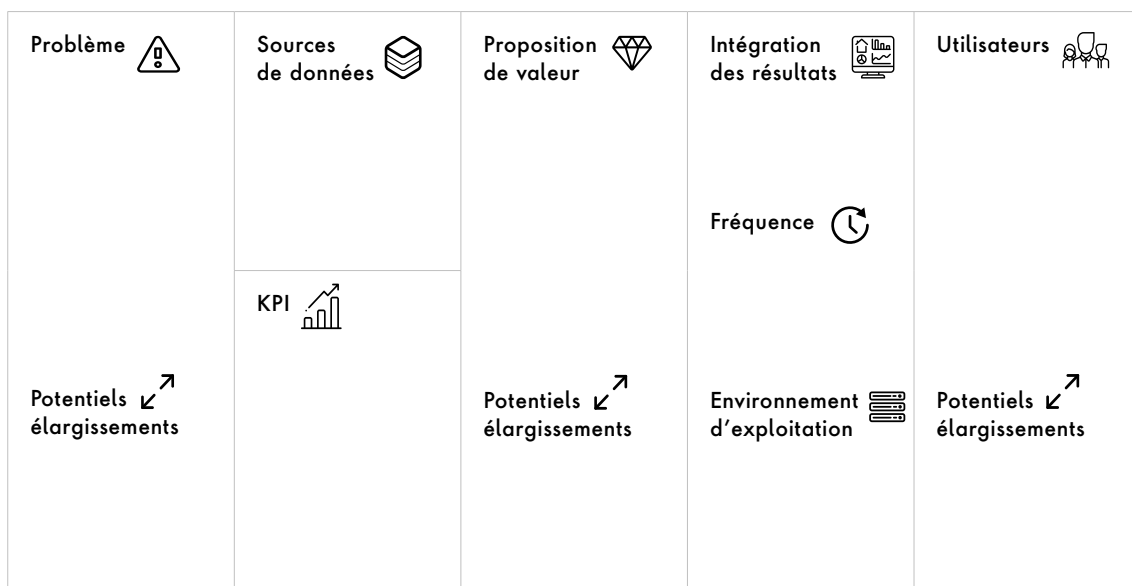 Problème
Potentiels
élargissements
Sources
de données
KPI
Proposition
de valeur
Potentiels
élargissements
Intégration
des résultats
Fréquence
Environnement
d'exploitation
Utilisateurs
Potentiels
élargissements